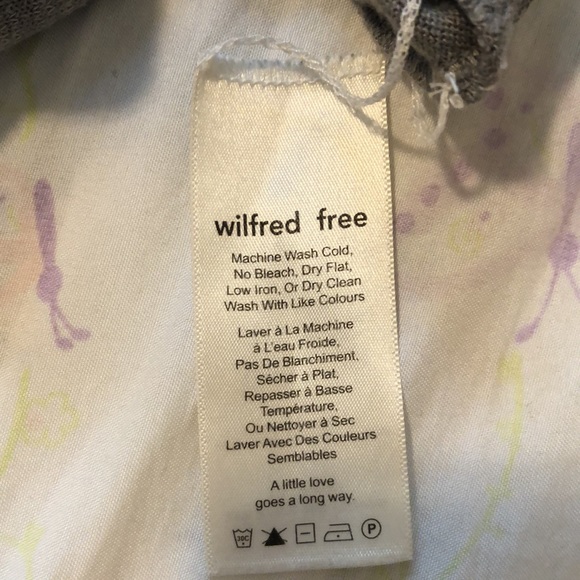 wilfred free
Machine Wash Cold,
No Bleach, Dry Flat,
Low Iron, Or Dry Clean
Wash With Like Colours
Laver à La Machine
à L'eau Froide,
Pas De Blanchiment,
Sécher à Plat,
Repasser à Basse
Température,
Ou Nettoyer à Sec
Laver Avec Des Couleurs
Semblables
A little love
goes a long way.
30C P